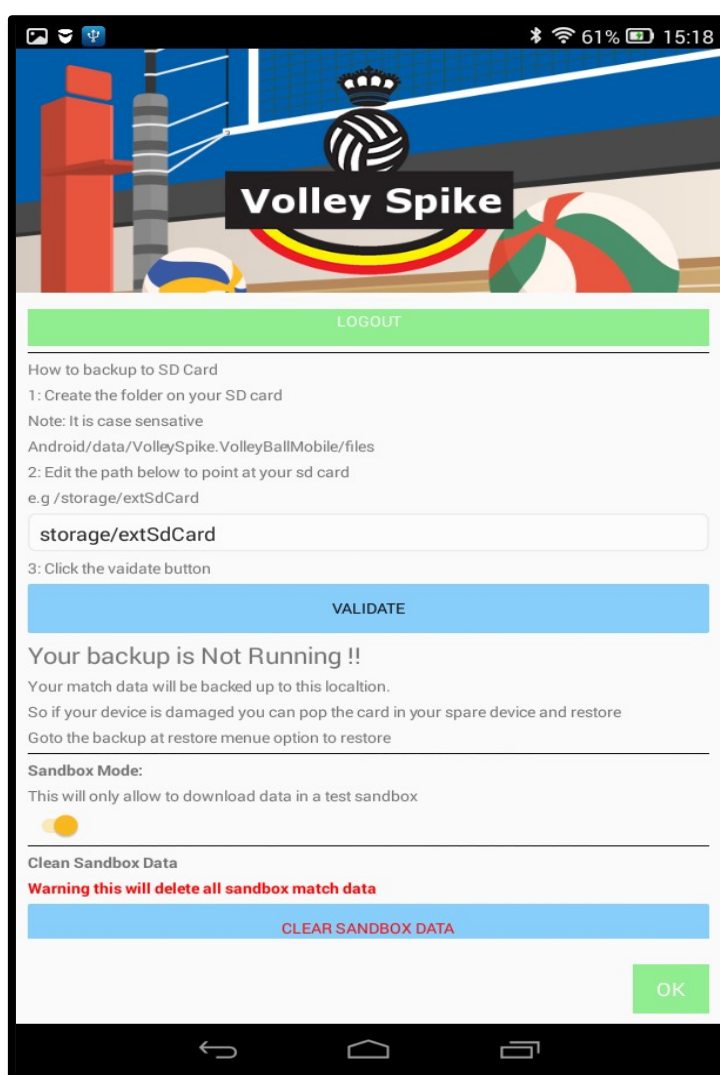 61% 15:18
Volley Spike
LOGOUT
How to backup to SD Card
1: Create the folder on your SD card
Note: It is case sensative
Android/data/VolleySpike.VolleyBallMobile/files
2: Edit the path below to point at your sd card
e.g /storage/extSdCard
storage/extSdCard
3: Click the vaidate button
VALIDATE
Your backup is Not Running !!
Your match data will be backed up to this localtion.
So if your device is damaged you can pop the card in your spare device and restore
Goto the backup at restore menue option to restore
Sandbox Mode:
This will only allow to download data in a test sandbox
Clean Sandbox Data
Warning this will delete all sandbox match data
CLEAR SANDBOX DATA
OK